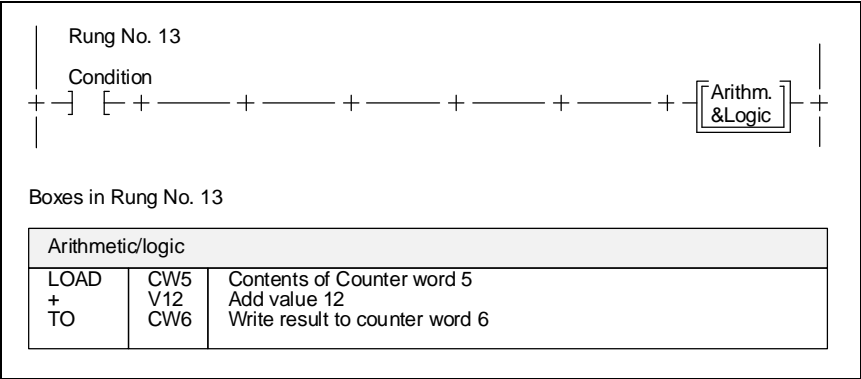 Rung No. 13
Condition
Arithm.
&Logic
Boxes in Rung No. 13
Arithmetic/logic
LOAD CW5 Contents of Counter word 5
+ V12 Add value 12
TO CW6 Write result to counter word 6